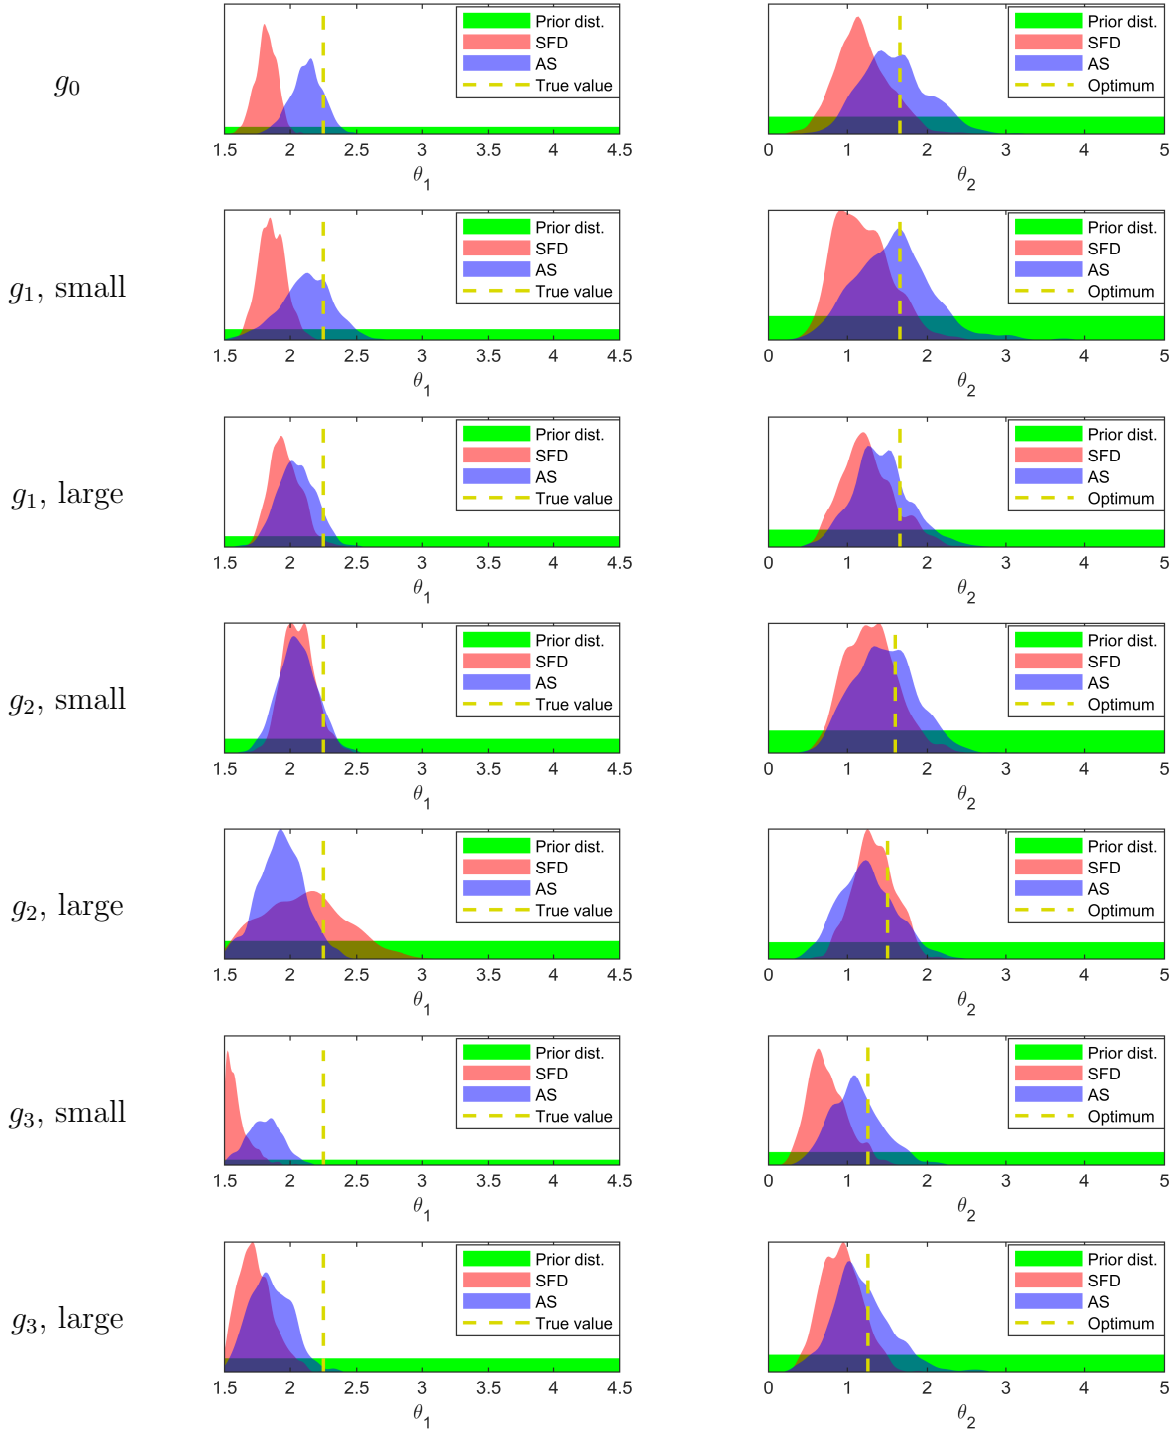 g0
Prior dist.
SFD
AS
True value
1.5 2 2.5 3 3.5 4 4.5
θ1
Prior dist.
SFD
AS
Optimum
0 1 2 3 4 5
θ2
g1, small
Prior dist.
SFD
AS
True value
1.5 2 2.5 3 3.5 4 4.5
θ1
Prior dist.
SFD
AS
Optimum
0 1 2 3 4 5
θ2
g1, large
Prior dist.
SFD
AS
True value
1.5 2 2.5 3 3.5 4 4.5
θ1
Prior dist.
SFD
AS
Optimum
0 1 2 3 4 5
θ2
g2, small
Prior dist.
SFD
AS
True value
1.5 2 2.5 3 3.5 4 4.5
θ1
Prior dist.
SFD
AS
Optimum
0 1 2 3 4 5
θ2
g2, large
Prior dist.
SFD
AS
True value
1.5 2 2.5 3 3.5 4 4.5
θ1
Prior dist.
SFD
AS
Optimum
0 1 2 3 4 5
θ2
g3, small
Prior dist.
SFD
AS
True value
1.5 2 2.5 3 3.5 4 4.5
θ1
Prior dist.
SFD
AS
Optimum
0 1 2 3 4 5
θ2
g3, large
Prior dist.
SFD
AS
True value
1.5 2 2.5 3 3.5 4 4.5
θ1
Prior dist.
SFD
AS
Optimum
0 1 2 3 4 5
θ2